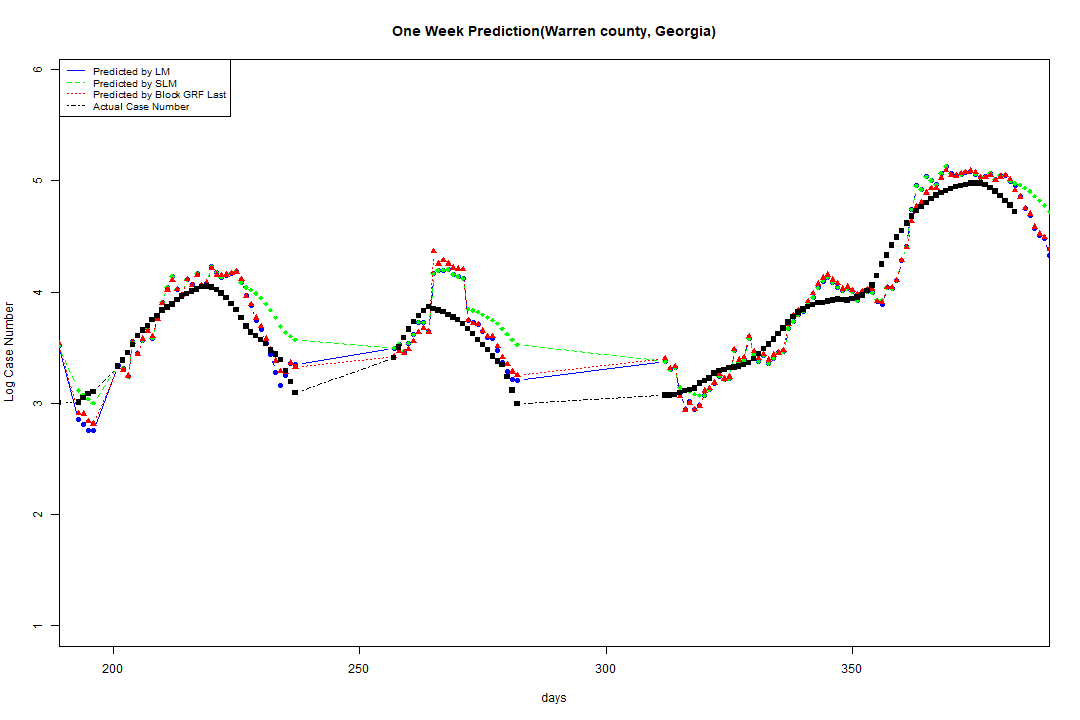 One Week Prediction(Warren county, Georgia)
Predicted by LM
Predicted by SLM
Predicted by Block GRF Last
Actual Case Number
6
5
4
3
2
1
Log Case Number
200 250 300 350
days